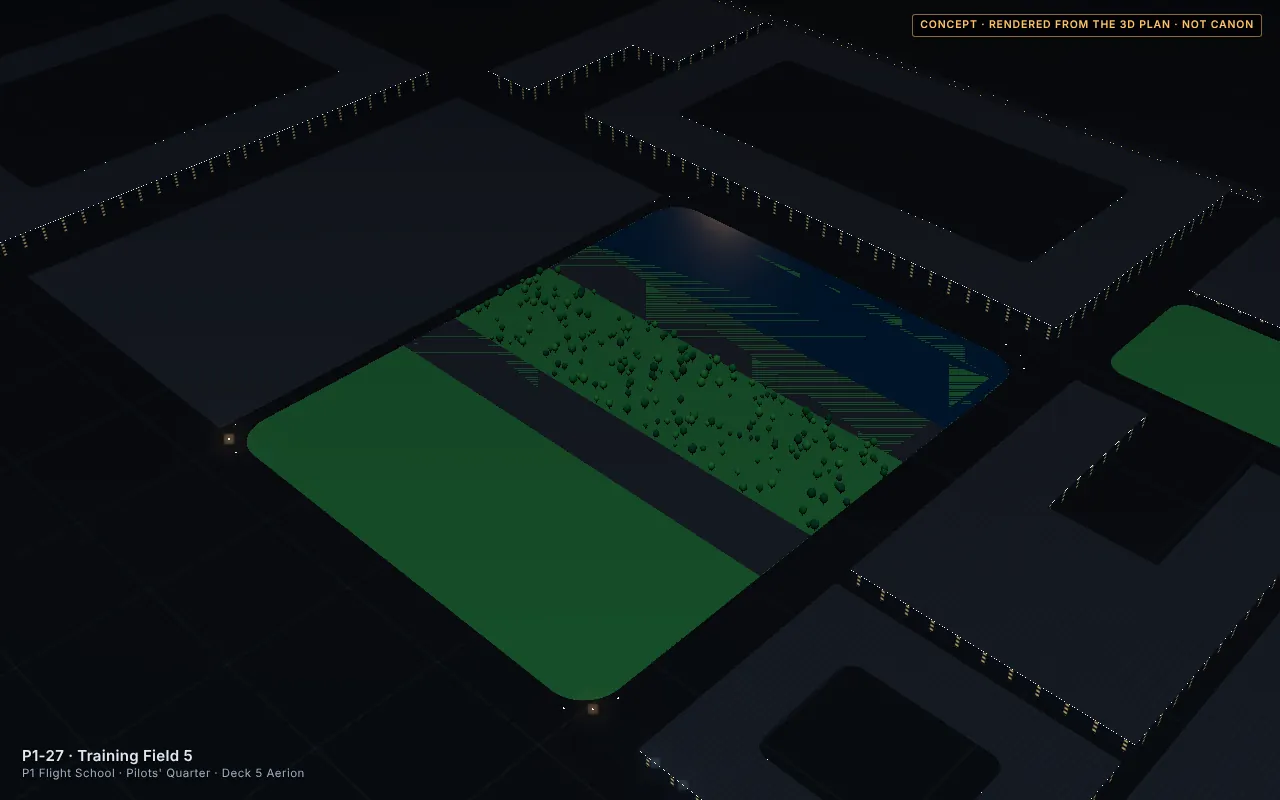 CONCEPT · RENDERED FROM THE 3D PLAN · NOT CANON
P1-27 · Training Field 5
P1 Flight School · Pilots' Quarter · Deck 5 Aerion